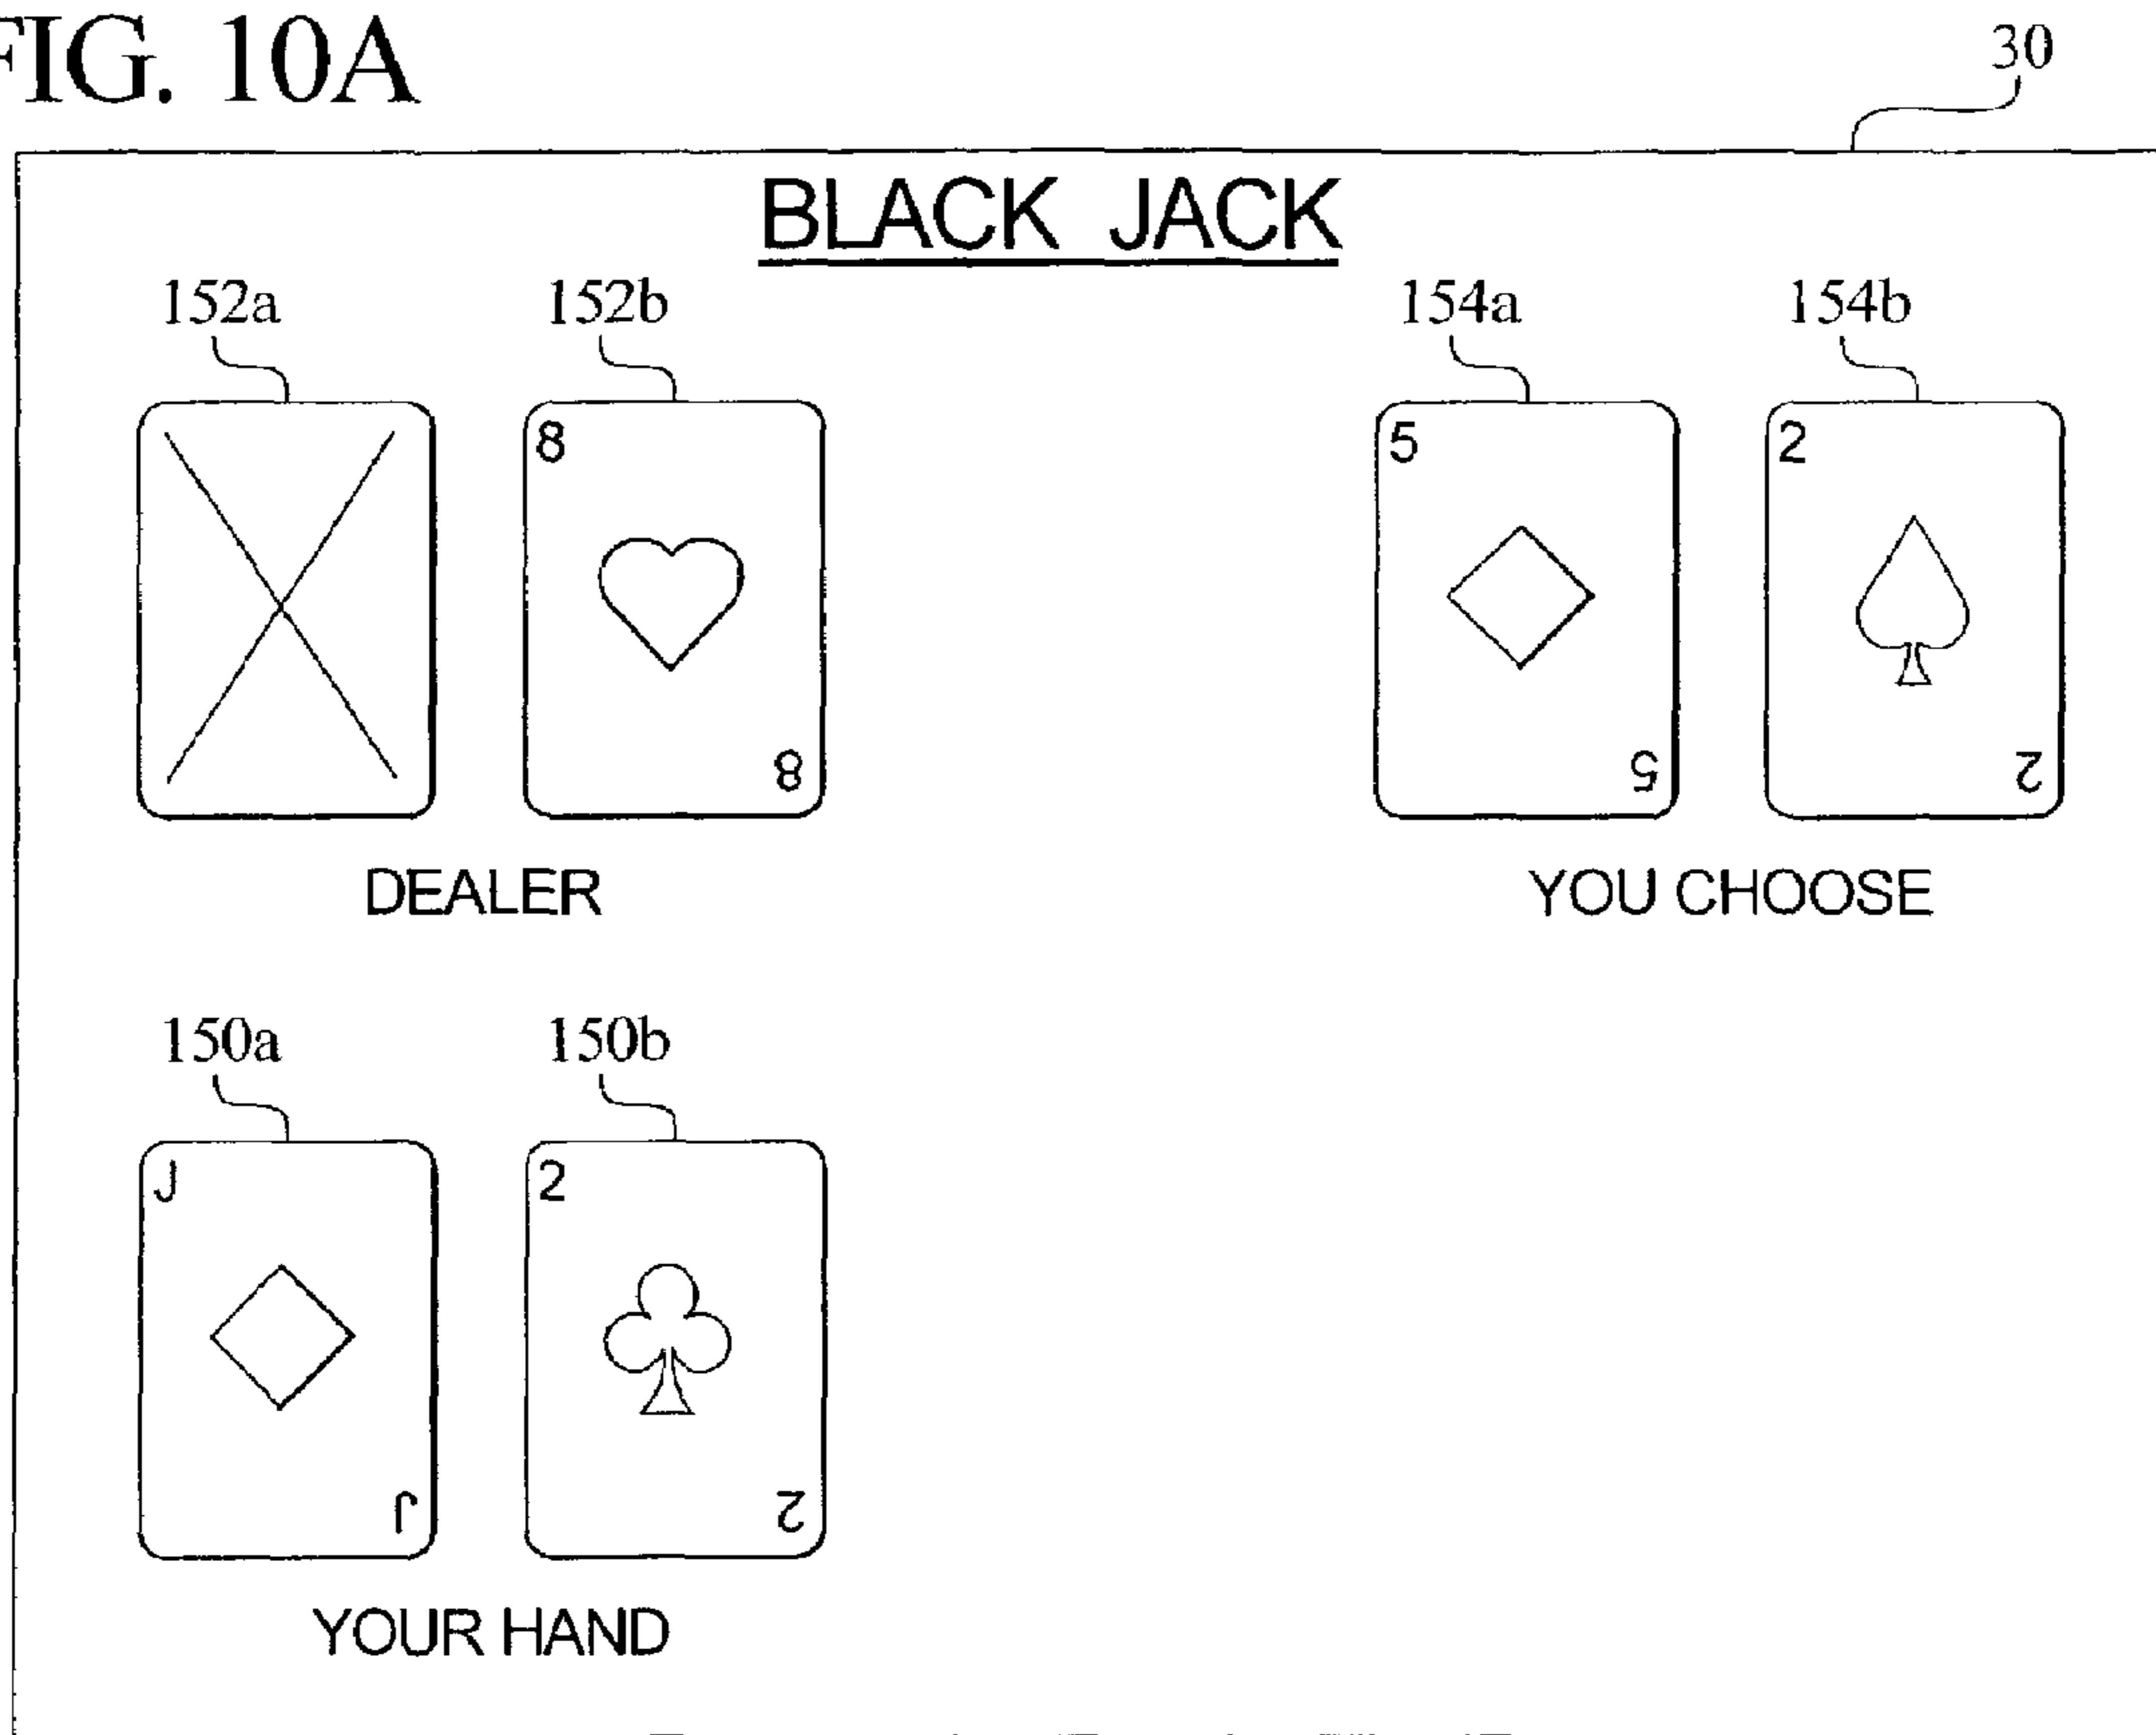 FIG. 10A
30
BLACK JACK
152a 152b 154a 154b
8 5 2
8 5 2
DEALER YOU CHOOSE
150a 150b
J 2
J 2
YOUR HAND